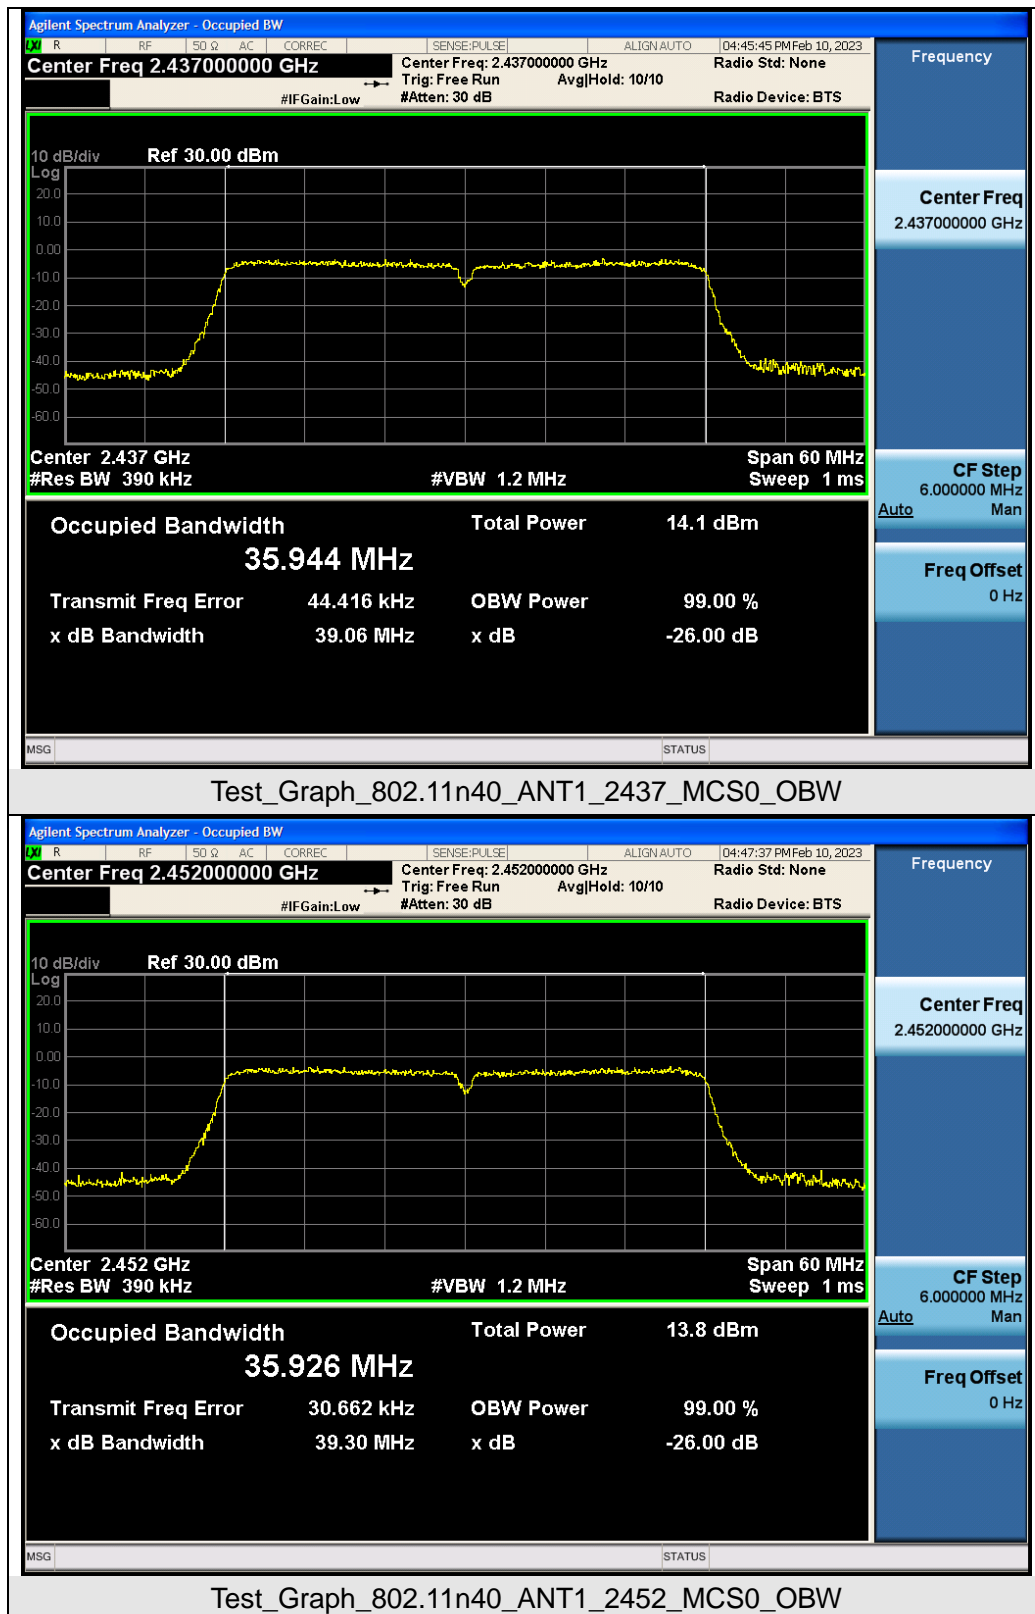 Agilent Spectrum Analyzer - Occupied BW
LXI R RF 50 Ω AC CORREC SENSE:PULSE ALIGN AUTO 04:45:45 PM Feb 10, 2023
Center Freq 2.437000000 GHz Center Freq: 2.437000000 GHz Radio Std: None
Trig: Free Run Avg|Hold: 10/10
#IFGain:Low #Atten: 30 dB Radio Device: BTS
10 dB/div Ref 30.00 dBm
Log
20.0
10.0
0.00
-10.0
-20.0
-30.0
-40.0
-50.0
-60.0
Center 2.437 GHz Span 60 MHz
#Res BW 390 kHz #VBW 1.2 MHz Sweep 1 ms
Occupied Bandwidth Total Power 14.1 dBm
35.944 MHz
Transmit Freq Error 44.416 kHz OBW Power 99.00 %
x dB Bandwidth 39.06 MHz x dB -26.00 dB
MSG STATUS
Frequency
Center Freq
2.437000000 GHz
CF Step
6.000000 MHz
Auto Man
Freq Offset
0 Hz
Test_Graph_802.11n40_ANT1_2437_MCS0_OBW
Agilent Spectrum Analyzer - Occupied BW
LXI R RF 50 Ω AC CORREC SENSE:PULSE ALIGN AUTO 04:47:37 PM Feb 10, 2023
Center Freq 2.452000000 GHz Center Freq: 2.452000000 GHz Radio Std: None
Trig: Free Run Avg|Hold: 10/10
#IFGain:Low #Atten: 30 dB Radio Device: BTS
10 dB/div Ref 30.00 dBm
Log
20.0
10.0
0.00
-10.0
-20.0
-30.0
-40.0
-50.0
-60.0
Center 2.452 GHz Span 60 MHz
#Res BW 390 kHz #VBW 1.2 MHz Sweep 1 ms
Occupied Bandwidth Total Power 13.8 dBm
35.926 MHz
Transmit Freq Error 30.662 kHz OBW Power 99.00 %
x dB Bandwidth 39.30 MHz x dB -26.00 dB
MSG STATUS
Frequency
Center Freq
2.452000000 GHz
CF Step
6.000000 MHz
Auto Man
Freq Offset
0 Hz
Test_Graph_802.11n40_ANT1_2452_MCS0_OBW